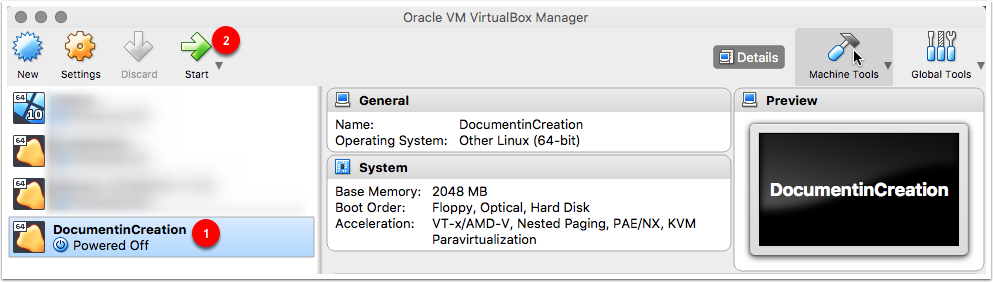 Oracle VM VirtualBox Manager
New
Settings
Discard
Start
2
Details
Machine Tools
Global Tools
64
10
64
64
64
DocumentinCreation
Powered Off
1
General
Name: DocumentinCreation
Operating System: Other Linux (64-bit)
System
Base Memory: 2048 MB
Boot Order: Floppy, Optical, Hard Disk
Acceleration: VT-x/AMD-V, Nested Paging, PAE/NX, KVM
Paravirtualization
Preview
DocumentinCreation